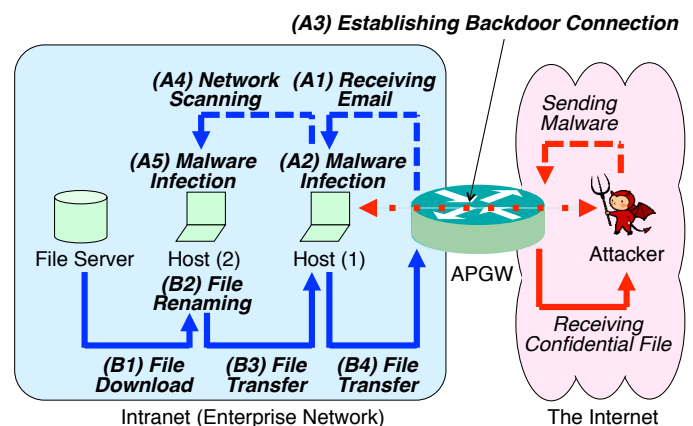 (A3) Establishing Backdoor Connection
(A4) Network
Scanning
(A1) Receiving
Email
Sending
Malware
(A5) Malware
Infection
(A2) Malware
Infection
File Server
Host (2)
Host (1)
APGW
Attacker
(B2) File
Renaming
(B1) File
Download
(B3) File
Transfer
(B4) File
Transfer
Receiving
Confidential File
Intranet (Enterprise Network)
The Internet